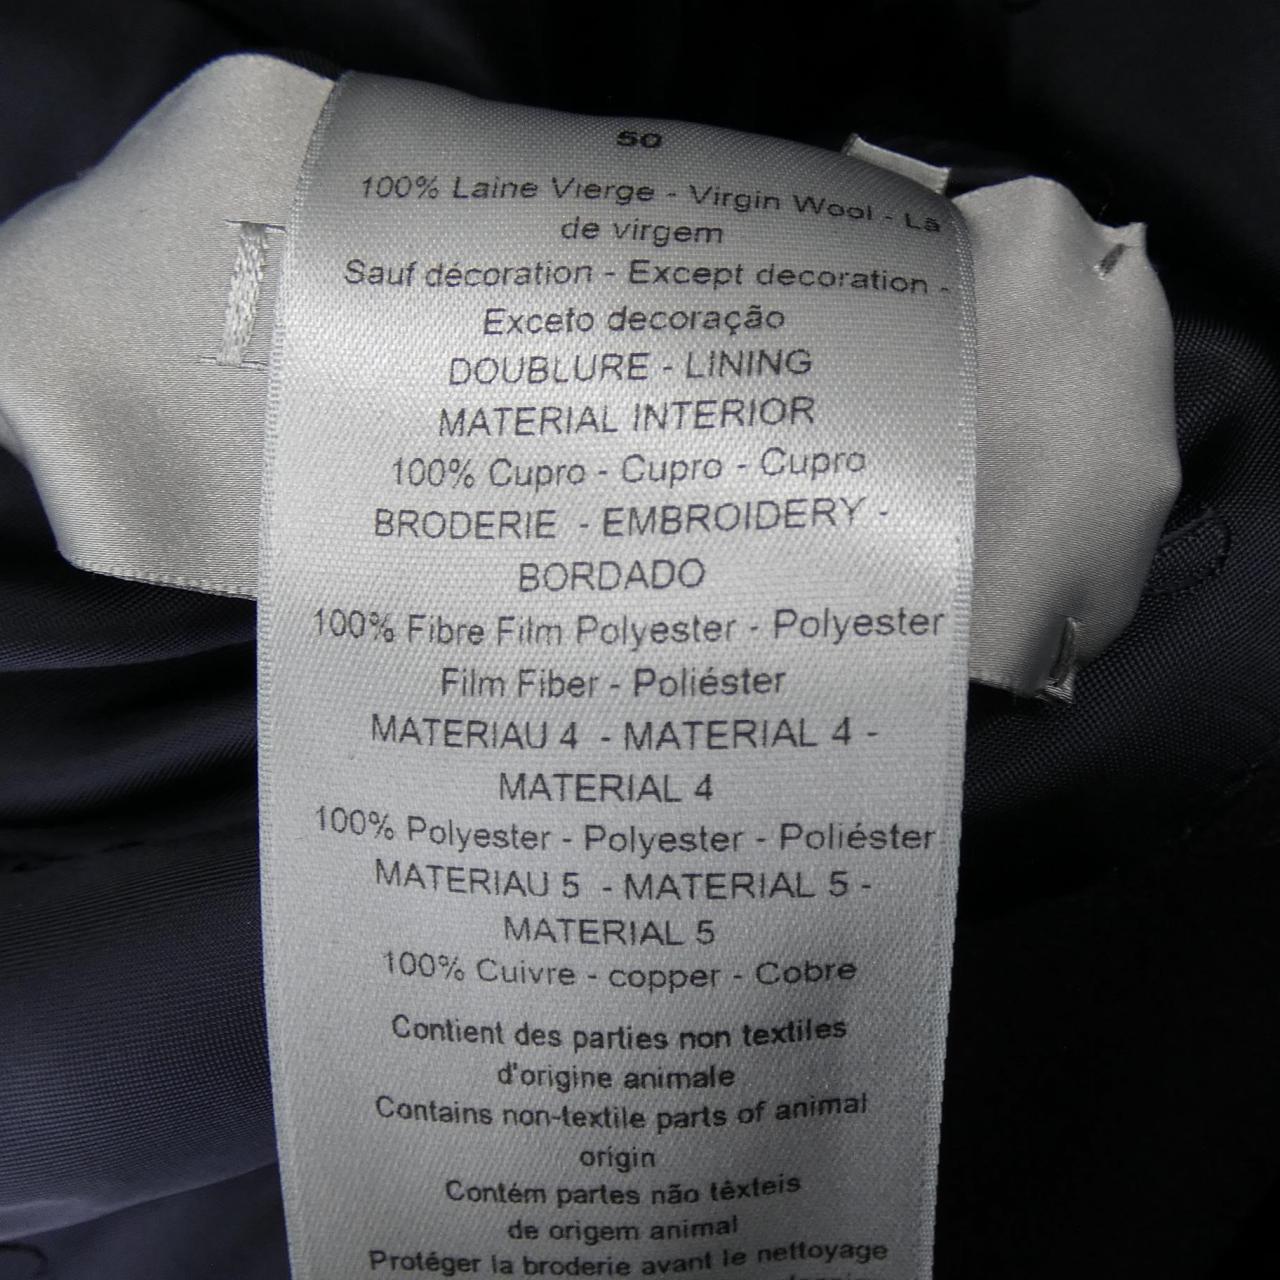 50
100% Laine Vierge - Virgin Wool - Lã
de virgem
Sauf décoration - Except decoration -
Exceto decoração
DOUBLURE - LINING
MATERIAL INTERIOR
100% Cupro - Cupro - Cupro
BRODERIE - EMBROIDERY -
BORDADO
100% Fibre Film Polyester - Polyester
Film Fiber - Poliéster
MATERIAU 4 - MATERIAL 4 -
MATERIAL 4
100% Polyester - Polyester - Poliéster
MATERIAU 5 - MATERIAL 5 -
MATERIAL 5
100% Cuivre - copper - Cobre
Contient des parties non textiles
d'origine animale
Contains non-textile parts of animal
origin
Contém partes não têxteis
de origem animal
Protéger la broderie avant le nettoyage